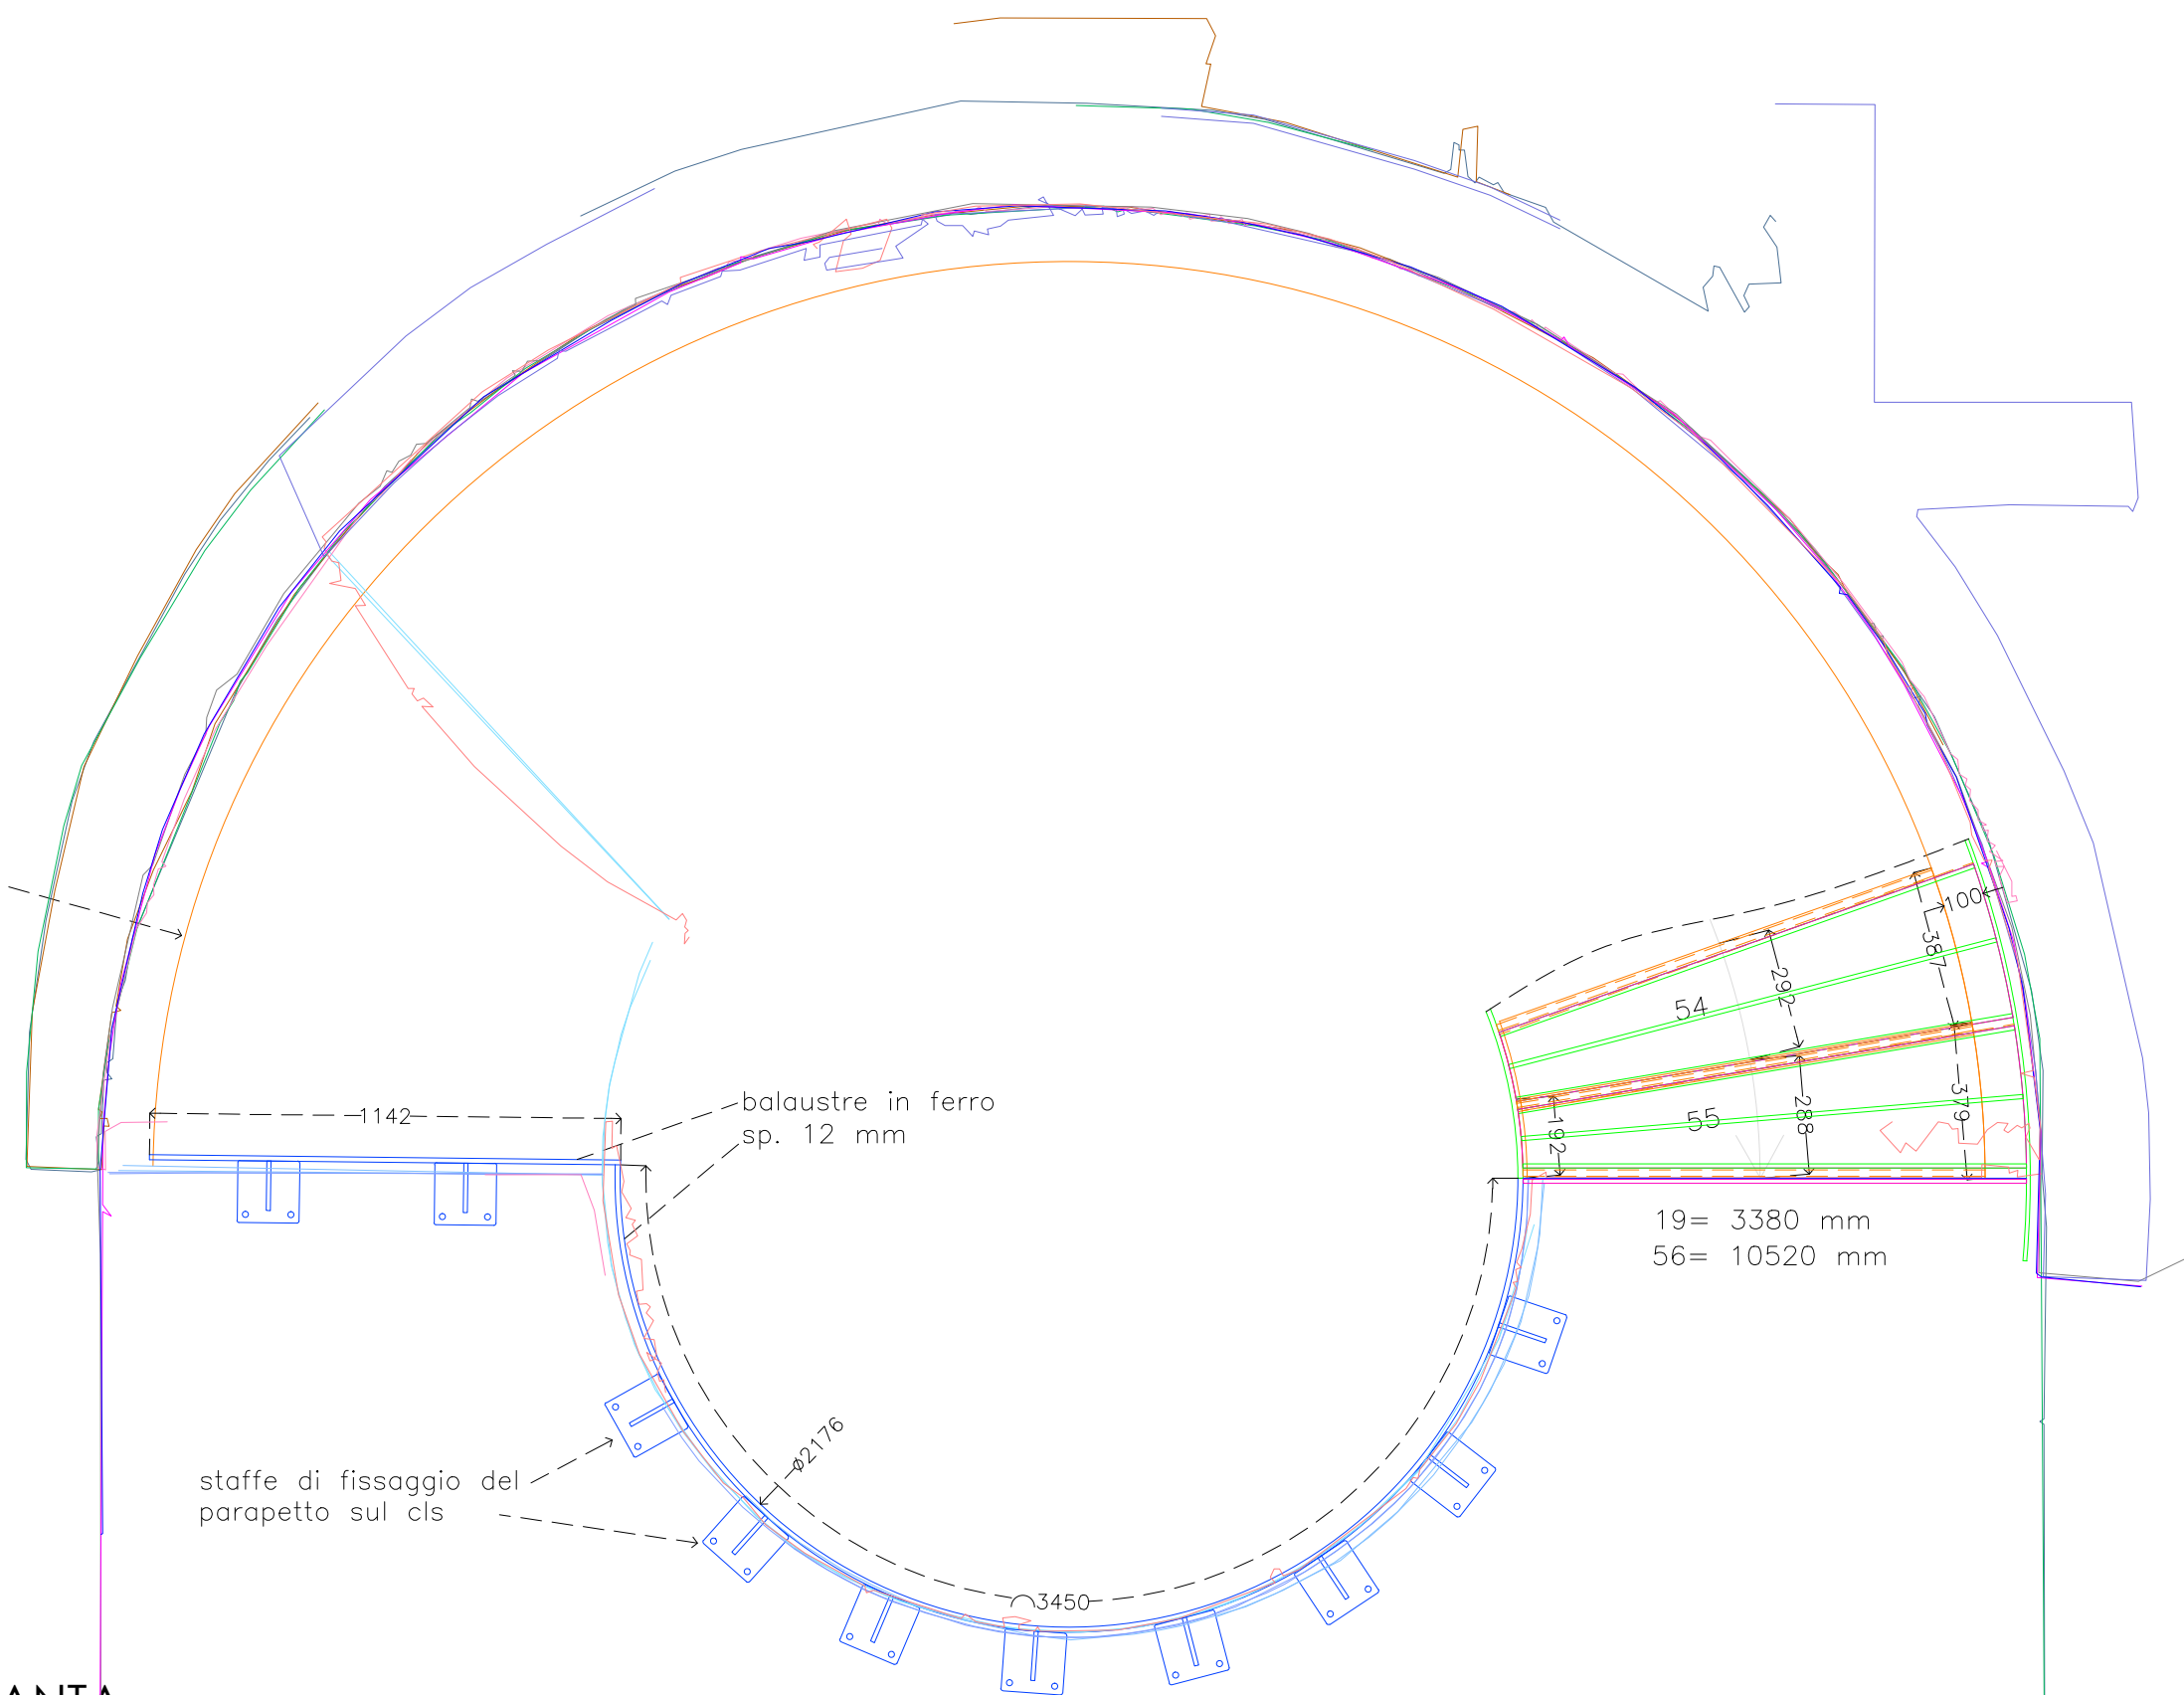 100
387
292
54
1142
balaustre in ferro
sp. 12 mm
192
55
288
379
19= 3380 mm
56= 10520 mm
ϕ2176
staffe di fissaggio del
parapetto sul cls
⌒3450